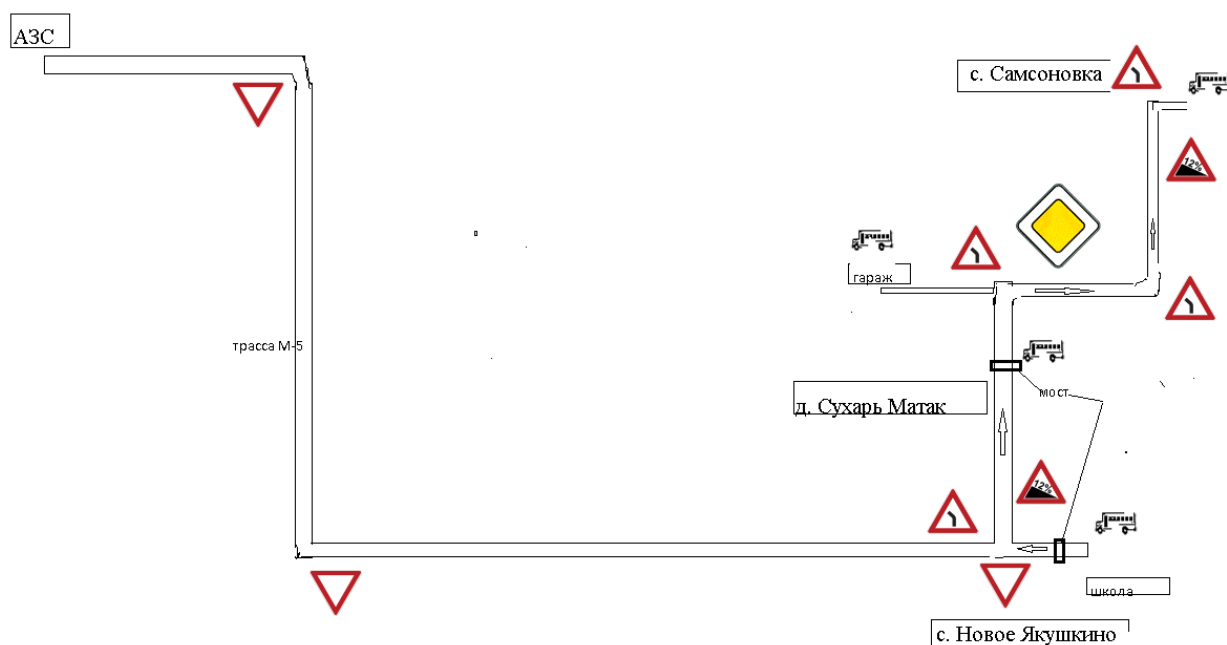 АЗС
с. Самсоновка
12%
гараж
трасса М-5
мост
д. Сухарь Матак
12%
школа
с. Новое Якушкино